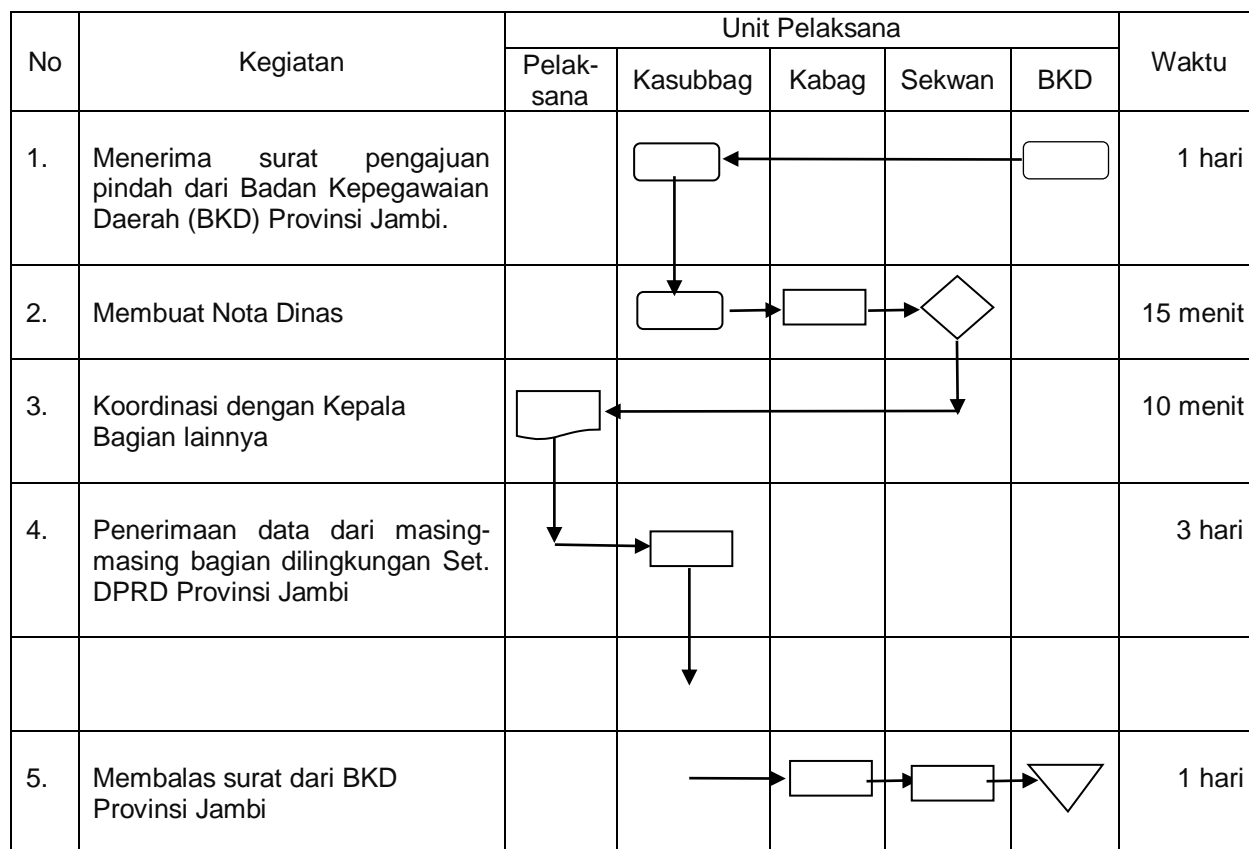 No
Kegiatan
Unit Pelaksana
Waktu
Pelak-
sana
Kasubbag
Kabag
Sekwan
BKD
1.
Menerima surat pengajuan
pindah dari Badan Kepegawaian
Daerah (BKD) Provinsi Jambi.
1 hari
2.
Membuat Nota Dinas
15 menit
3.
Koordinasi dengan Kepala
Bagian lainnya
10 menit
4.
Penerimaan data dari masing-
masing bagian dilingkungan Set.
DPRD Provinsi Jambi
3 hari
5.
Membalas surat dari BKD
Provinsi Jambi
1 hari